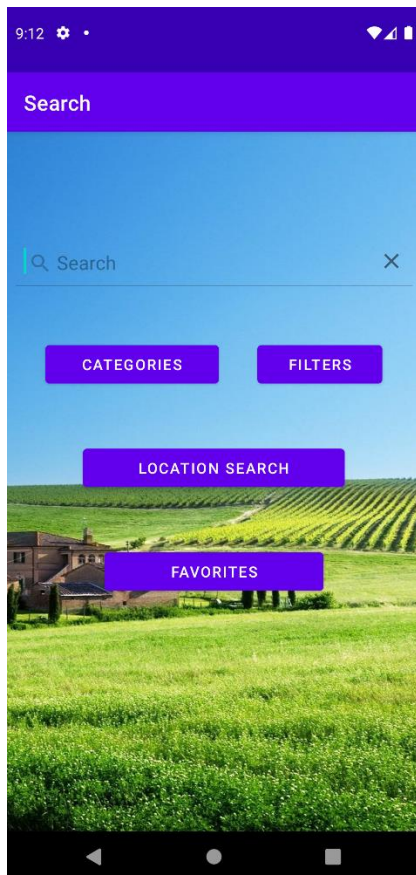 9:12
Search
Search
CATEGORIES FILTERS
LOCATION SEARCH
FAVORITES